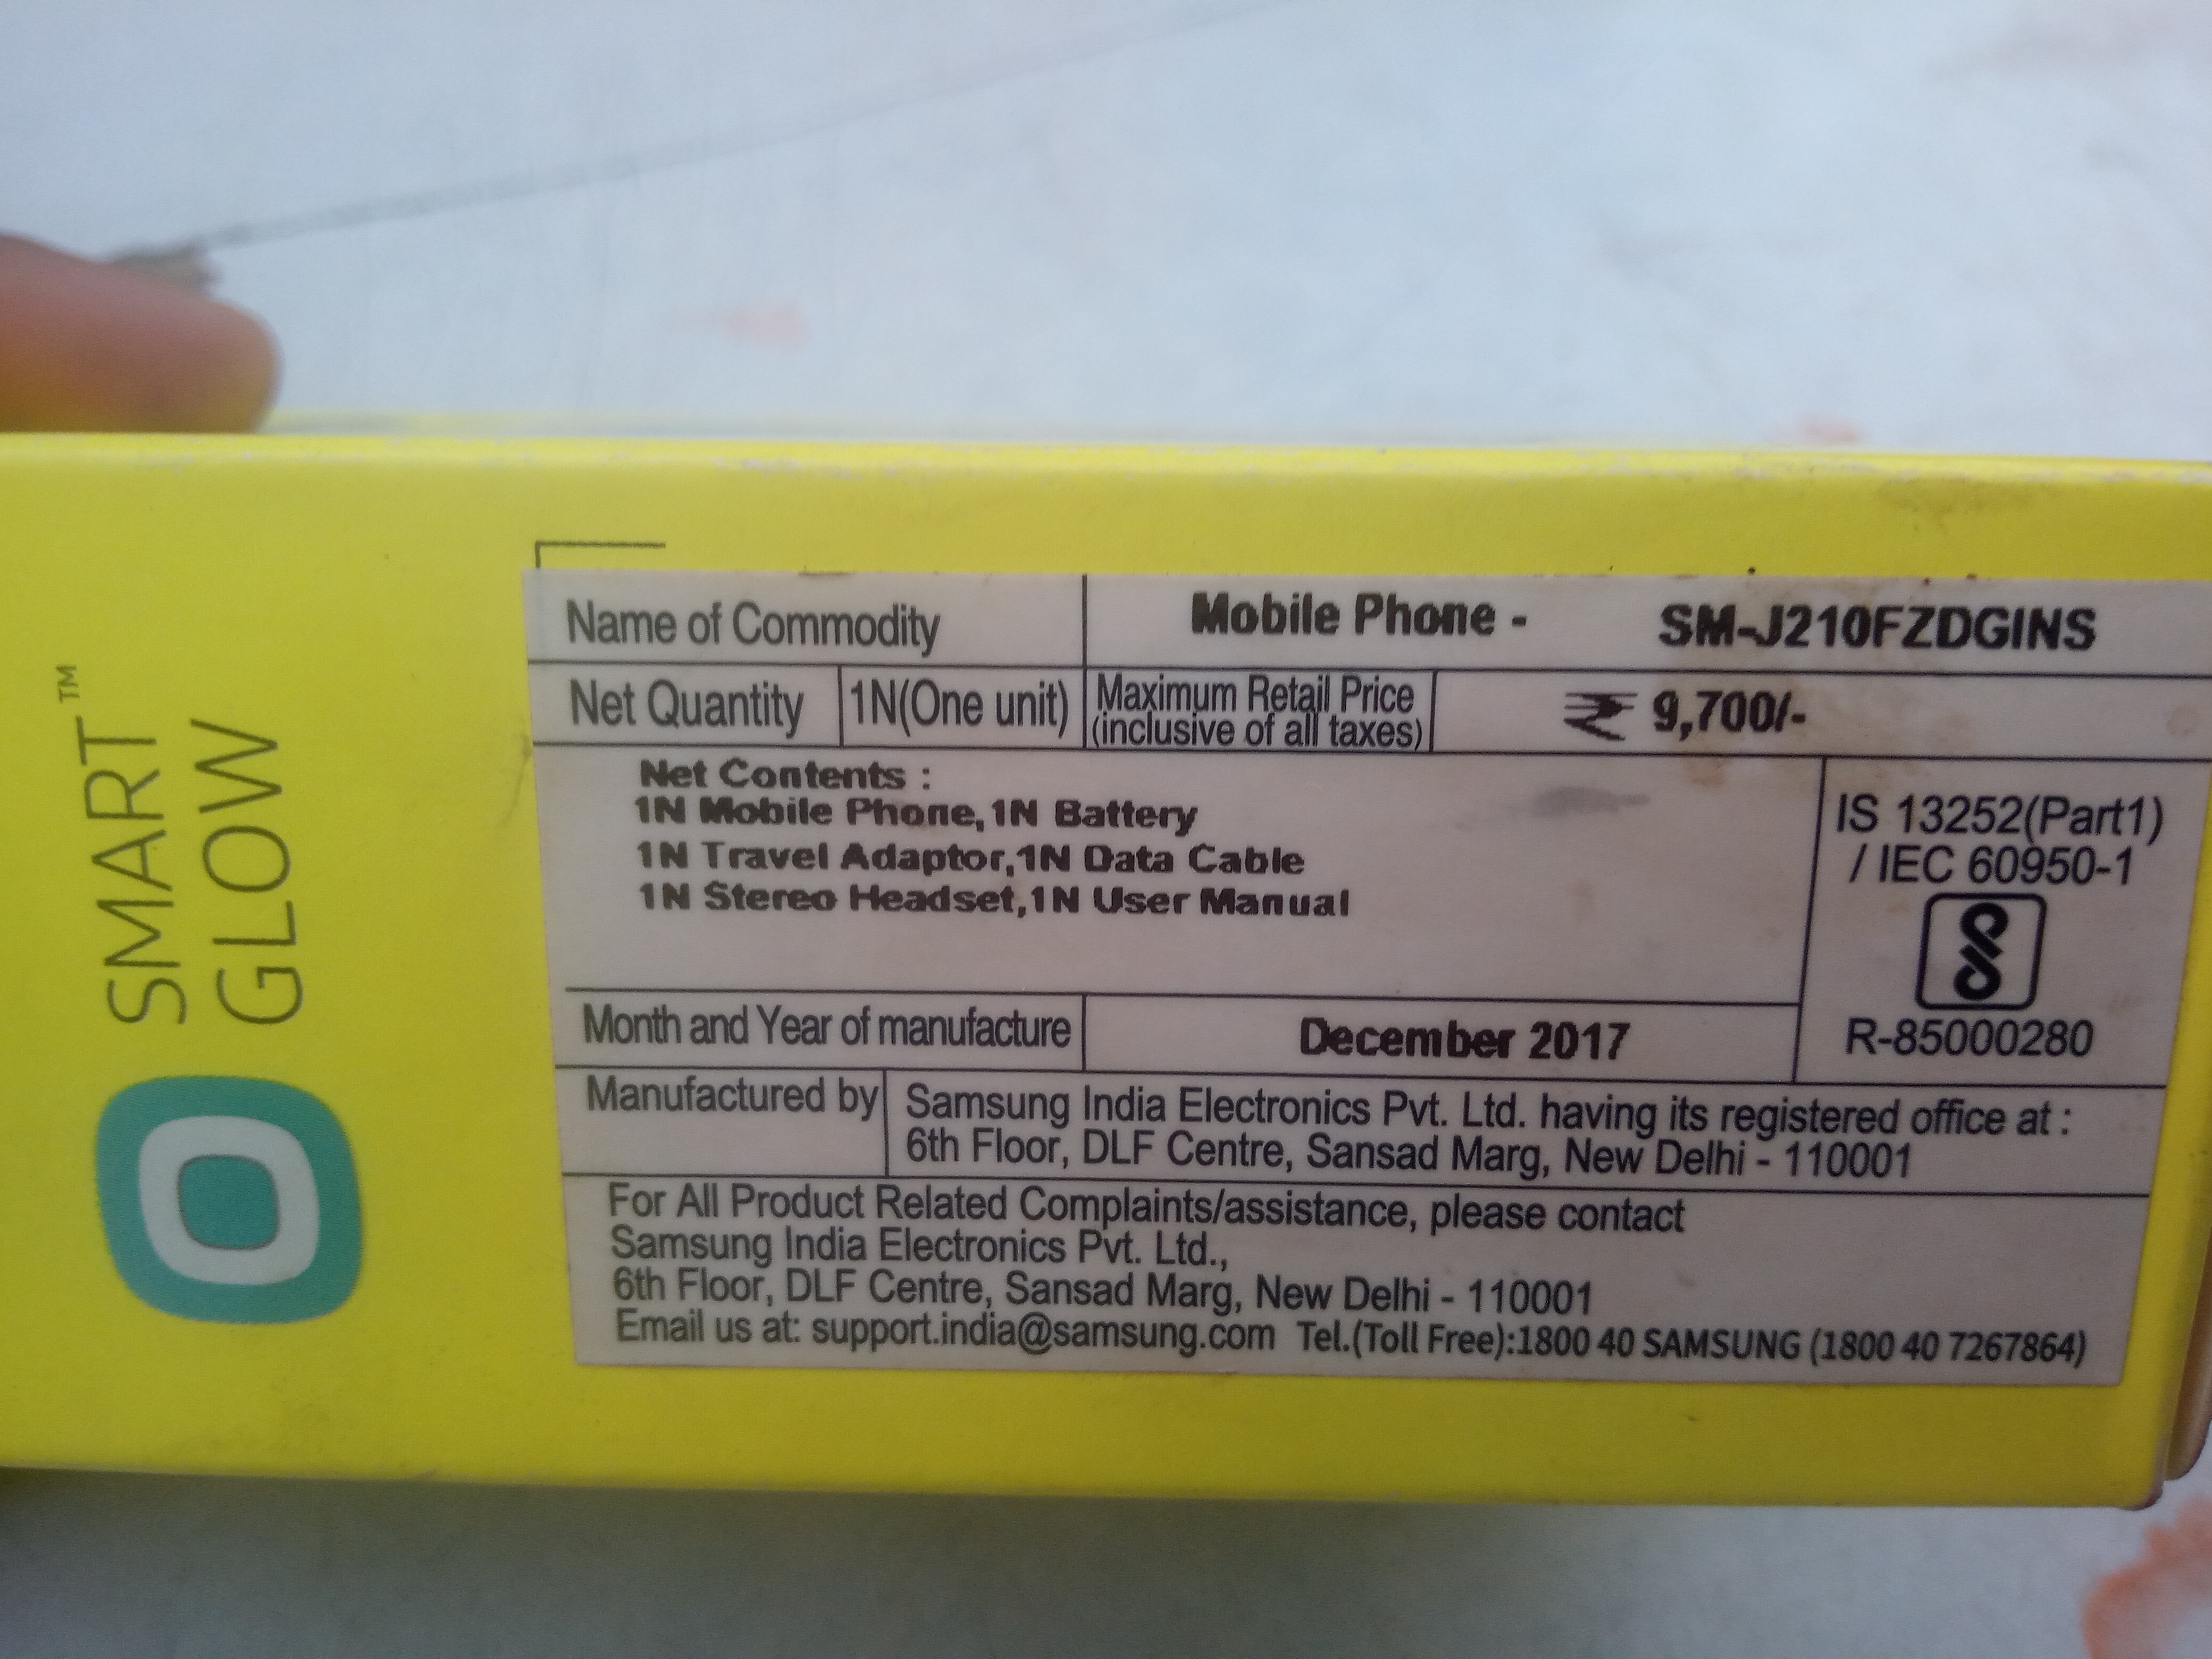 SMART
GLOW™
Name of Commodity Mobile Phone - SM-J210FZDGINS
Net Quantity 1N(One unit) Maximum Retail Price
(inclusive of all taxes) ₹ 9,700/-
Net Contents :
1N Mobile Phone,1N Battery
1N Travel Adaptor,1N Data Cable
1N Stereo Headset,1N User Manual
IS 13252(Part1)
/ IEC 60950-1
R-85000280
Month and Year of manufacture December 2017
Manufactured by Samsung India Electronics Pvt. Ltd. having its registered office at :
6th Floor, DLF Centre, Sansad Marg, New Delhi - 110001
For All Product Related Complaints/assistance, please contact
Samsung India Electronics Pvt. Ltd.,
6th Floor, DLF Centre, Sansad Marg, New Delhi - 110001
Email us at: support.india@samsung.com Tel.(Toll Free):1800 40 SAMSUNG (1800 40 7267864)